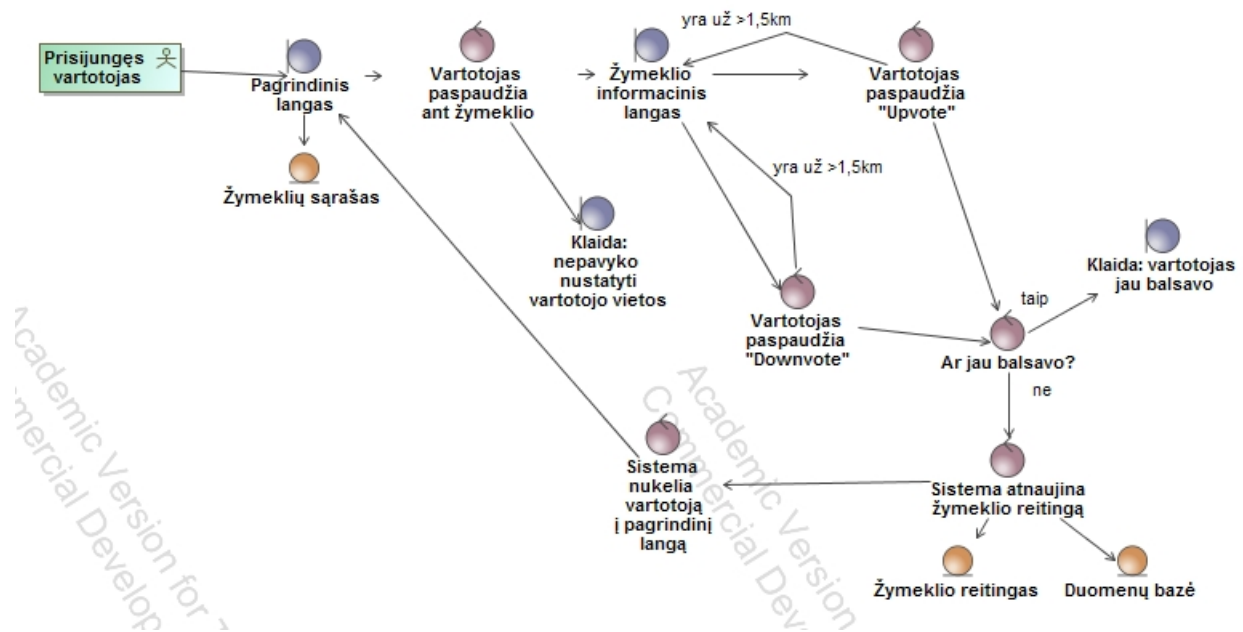 yra už >1,5km
Prisijungęs
vartotojas
Pagrindinis
langas
Vartotojas
paspaudžia
ant žymeklio
Žymeklio
informacinis
langas
Vartotojas
paspaudžia
"Upvote"
yra už >1,5km
Žymeklių sąrašas
Klaida:
nepavyko
nustatyti
vartotojo vietos
Klaida: vartotojas
jau balsavo
taip
Vartotojas
paspaudžia
"Downvote"
Ar jau balsavo?
ne
Sistema
nukelia
vartotoją
į pagrindinį
langą
Sistema atnaujina
žymeklio reitingą
Žymeklio reitingas
Duomenų bazė
Academic Version for
Commercial Develop
Academic Version
Commercial Dev